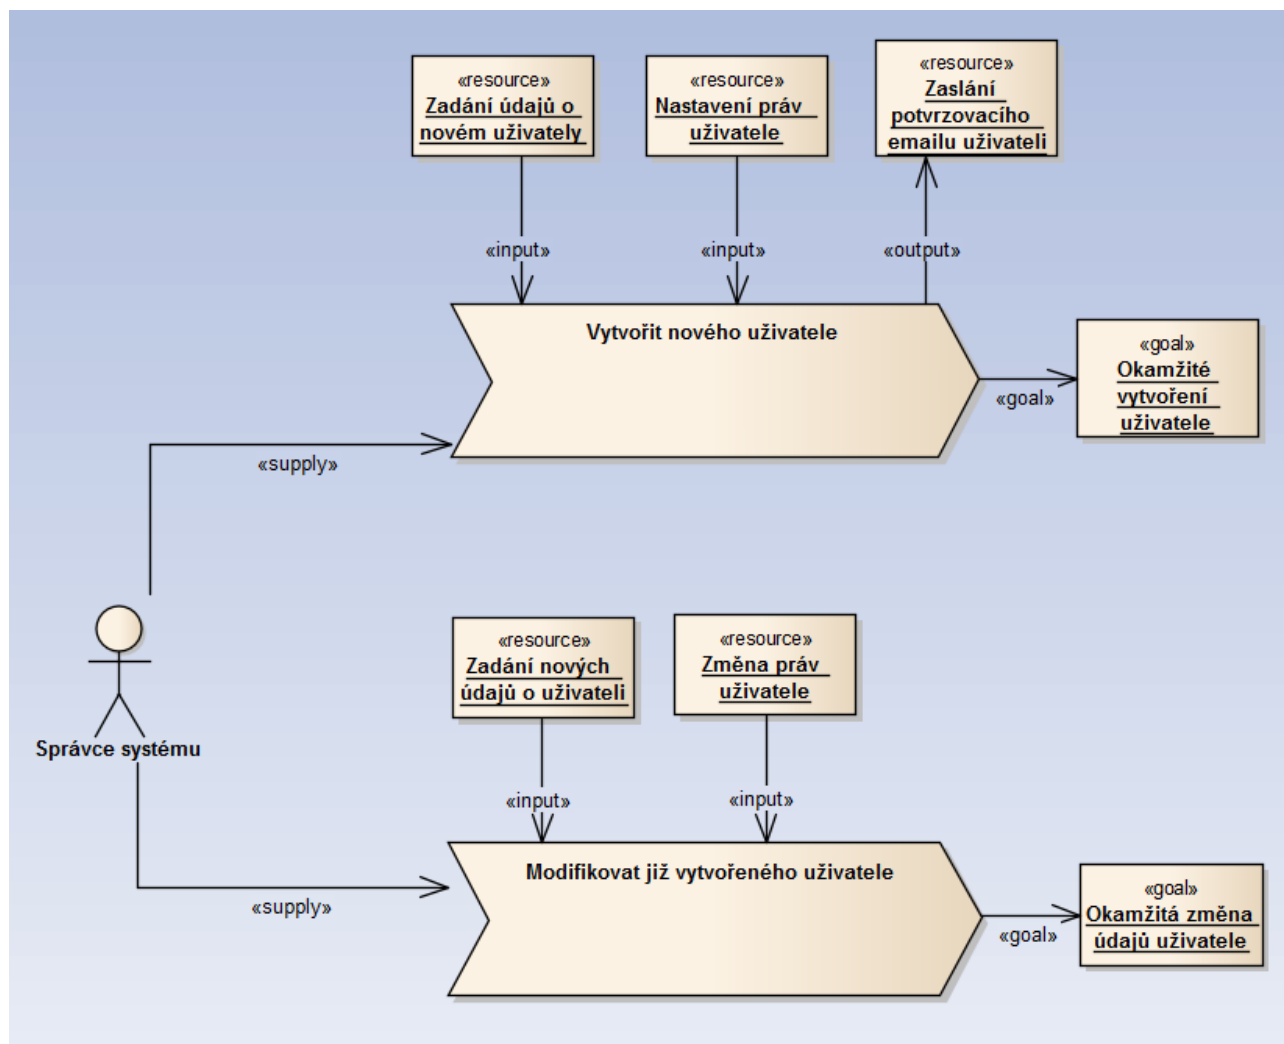 «resource»
Zadání údajů o
novém uživately
«resource»
Nastavení práv
uživatele
«resource»
Zaslání
potvrzovacího
emailu uživateli
«input»
«input»
«output»
Vytvořit nového uživatele
«goal»
Okamžité
vytvoření
uživatele
«goal»
«supply»
Správce systému
«resource»
Zadání nových
údajů o uživateli
«resource»
Změna práv
uživatele
«input»
«input»
Modifikovat již vytvořeného uživatele
«supply»
«goal»
«goal»
Okamžitá změna
údajů uživatele